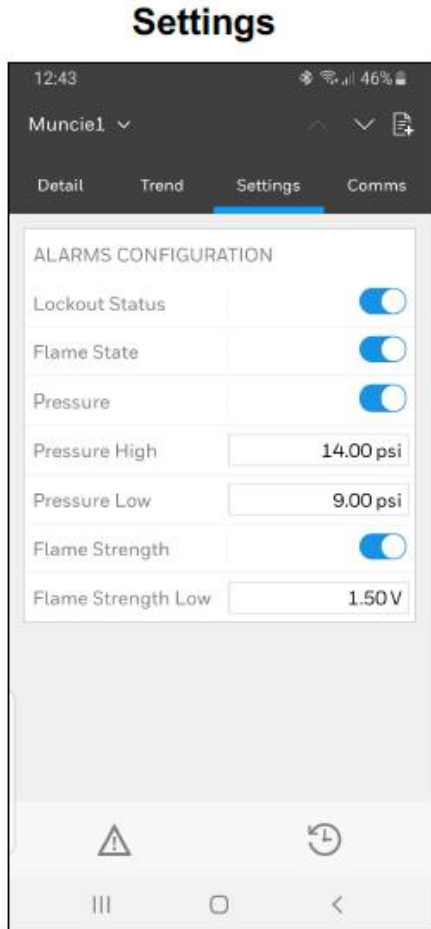 Settings
12:43 46%
Muncie1
Detail Trend Settings Comms
ALARMS CONFIGURATION
Lockout Status
Flame State
Pressure
Pressure High 14.00 psi
Pressure Low 9.00 psi
Flame Strength
Flame Strength Low 1.50 V